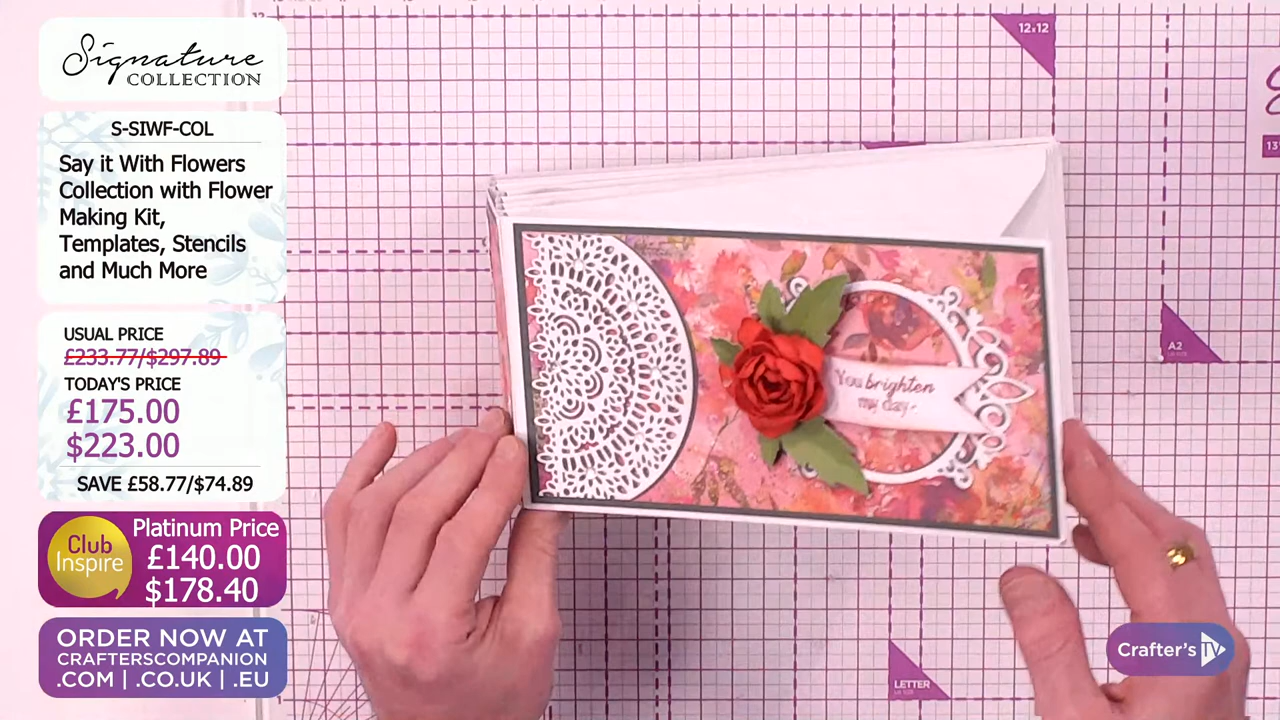 Signature
COLLECTION
S-SIWF-COL
Say it With Flowers
Collection with Flower
Making Kit,
Templates, Stencils
and Much More
USUAL PRICE
£233.77/$297.89
TODAY'S PRICE
£175.00
$223.00
SAVE £58.77/$74.89
Club
Inspire
Platinum Price
£140.00
$178.40
ORDER NOW AT
CRAFTERSCOMPANION
.COM | .CO.UK | .EU
12x12
A2
You brighten
my day-
LETTER
Crafter's TV